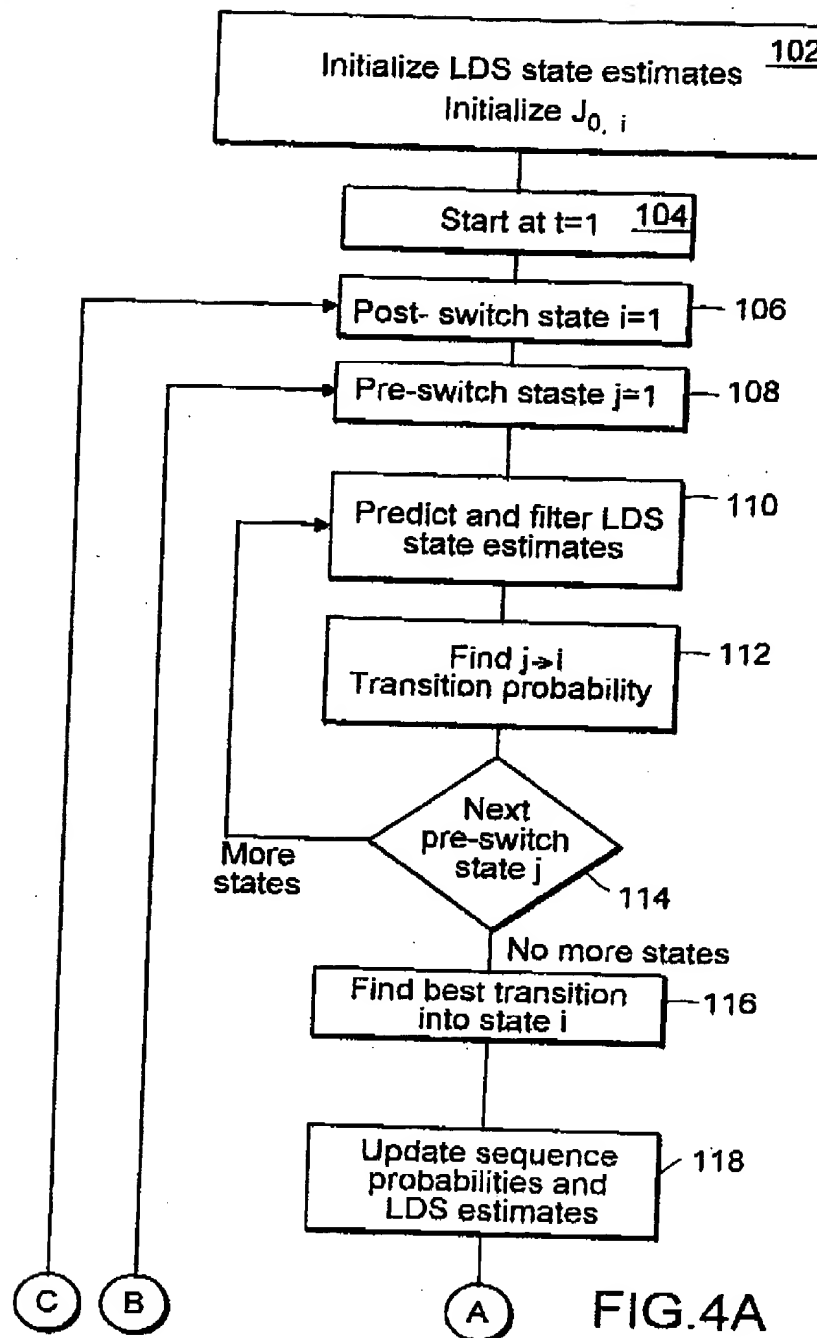 102
Initialize LDS state estimates
Initialize J0, i
Start at t=1 104
Post- switch state i=1 106
Pre-switch staste j=1 108
Predict and filter LDS
state estimates
110
Find j→i
Transition probability
112
Next
pre-switch
state j
114
More
states
No more states
Find best transition
into state i
116
Update sequence
probabilities and
LDS estimates
118
C
B
A
FIG.4A